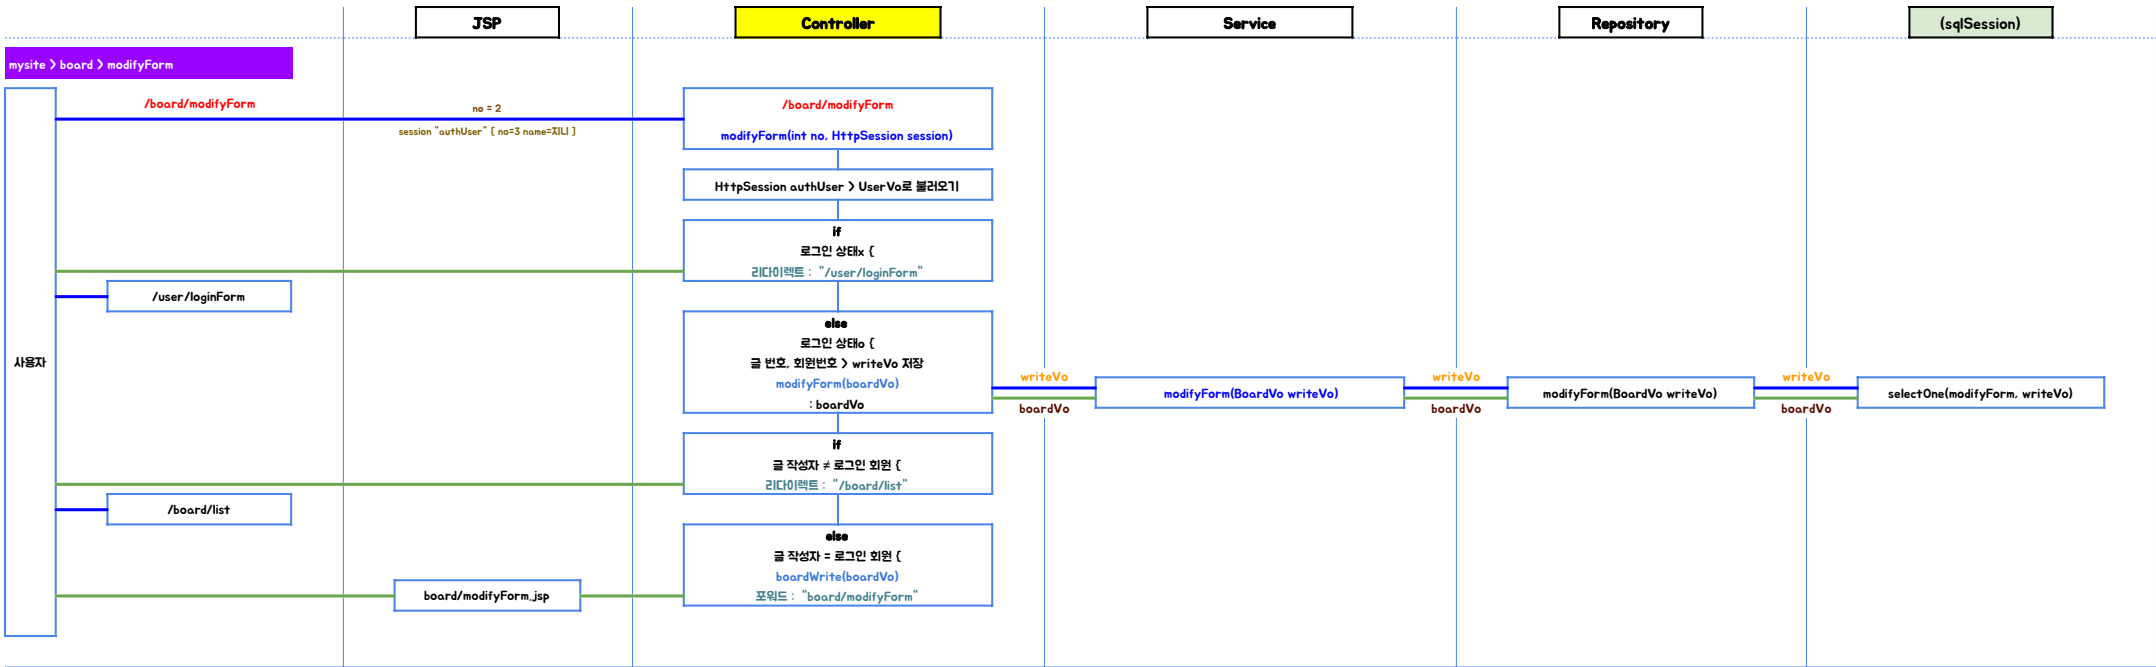 JSP
Controller
Service
Repository
(sqlSession)
mysite > board > modifyForm
사용자
/board/modifyForm
no = 2
session "authUser" [ no=3 name=지니 ]
/board/modifyForm
modifyForm(int no, HttpSession session)
HttpSession authUser > UserVo로 불러오기
if
로그인 상태x {
리다이렉트 : "/user/loginForm"
/user/loginForm
else
로그인 상태o {
글 번호, 회원번호 > writeVo 저장
modifyForm(boardVo)
: boardVo
writeVo
boardVo
modifyForm(BoardVo writeVo)
writeVo
boardVo
modifyForm(BoardVo writeVo)
writeVo
boardVo
selectOne(modifyForm, writeVo)
if
글 작성자 ≠ 로그인 회원 {
리다이렉트 : "/board/list"
/board/list
else
글 작성자 = 로그인 회원 {
boardWrite(boardVo)
포워드 : "board/modifyForm"
board/modifyForm.jsp